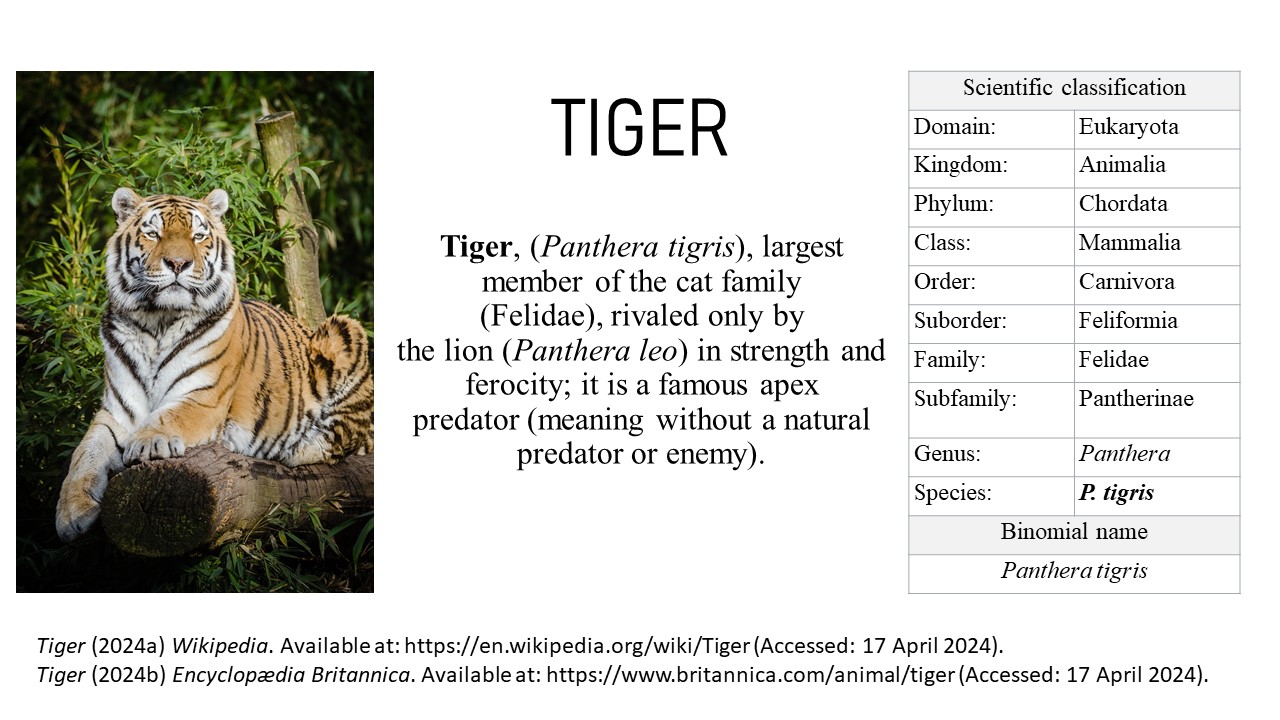 TIGER
Tiger, (Panthera tigris), largest
member of the cat family
(Felidae), rivaled only by
the lion (Panthera leo) in strength and
ferocity; it is a famous apex
predator (meaning without a natural
predator or enemy).
Scientific classification
Domain: Eukaryota
Kingdom: Animalia
Phylum: Chordata
Class: Mammalia
Order: Carnivora
Suborder: Feliformia
Family: Felidae
Subfamily: Pantherinae
Genus: Panthera
Species: P. tigris
Binomial name
Panthera tigris
Tiger (2024a) Wikipedia. Available at: https://en.wikipedia.org/wiki/Tiger (Accessed: 17 April 2024).
Tiger (2024b) Encyclopædia Britannica. Available at: https://www.britannica.com/animal/tiger (Accessed: 17 April 2024).